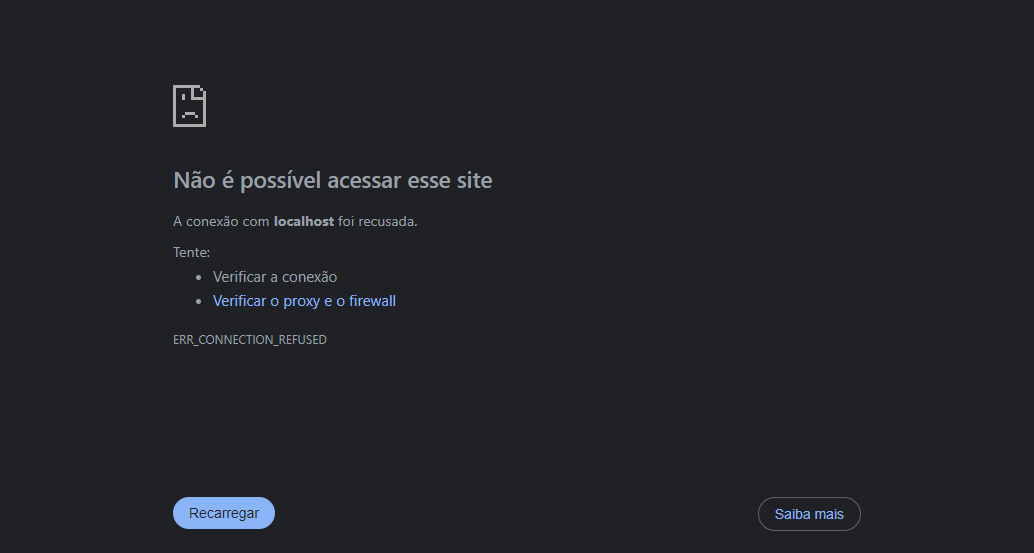 Não é possível acessar esse site
A conexão com localhost foi recusada.
Tente:
Verificar a conexão
Verificar o proxy e o firewall
ERR_CONNECTION_REFUSED
Recarregar
Saiba mais